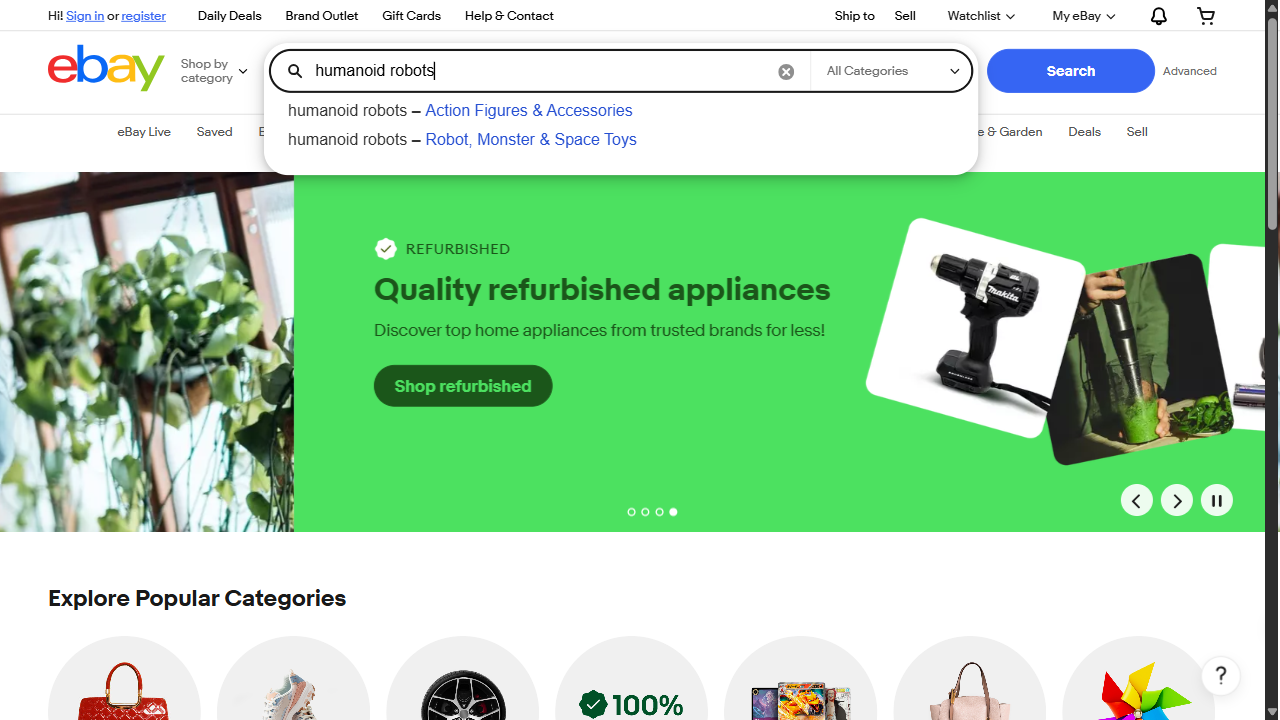 Hi! Sign in or register
Daily Deals
Brand Outlet
Gift Cards
Help & Contact
Ship to
Sell
Watchlist
My eBay
ebay
Shop by
category
humanoid robots
All Categories
Search
Advanced
humanoid robots – Action Figures & Accessories
humanoid robots – Robot, Monster & Space Toys
eBay Live
Saved
e & Garden
Deals
Sell
REFURBISHED
Quality refurbished appliances
Discover top home appliances from trusted brands for less!
Shop refurbished
makita
Explore Popular Categories
100%
?